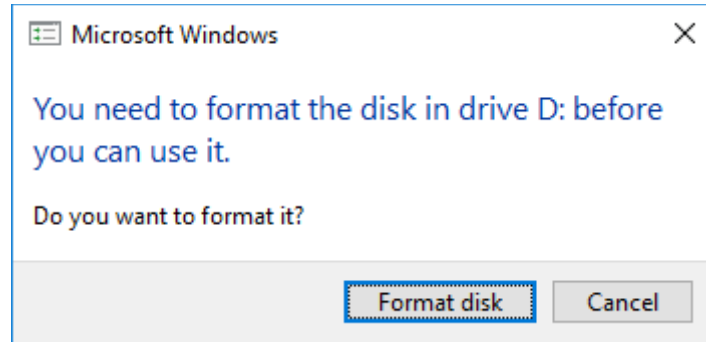 Microsoft Windows
You need to format the disk in drive D: before
you can use it.
Do you want to format it?
Format disk
Cancel